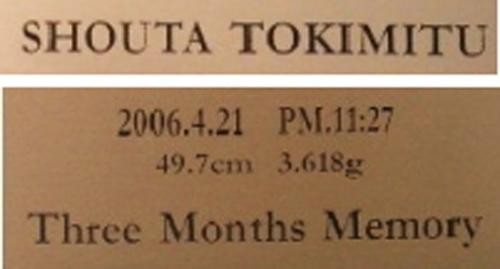 SHOUTA TOKIMITU
2006.4.21 PM.11:27
49.7cm 3.618g
Three Months Memory